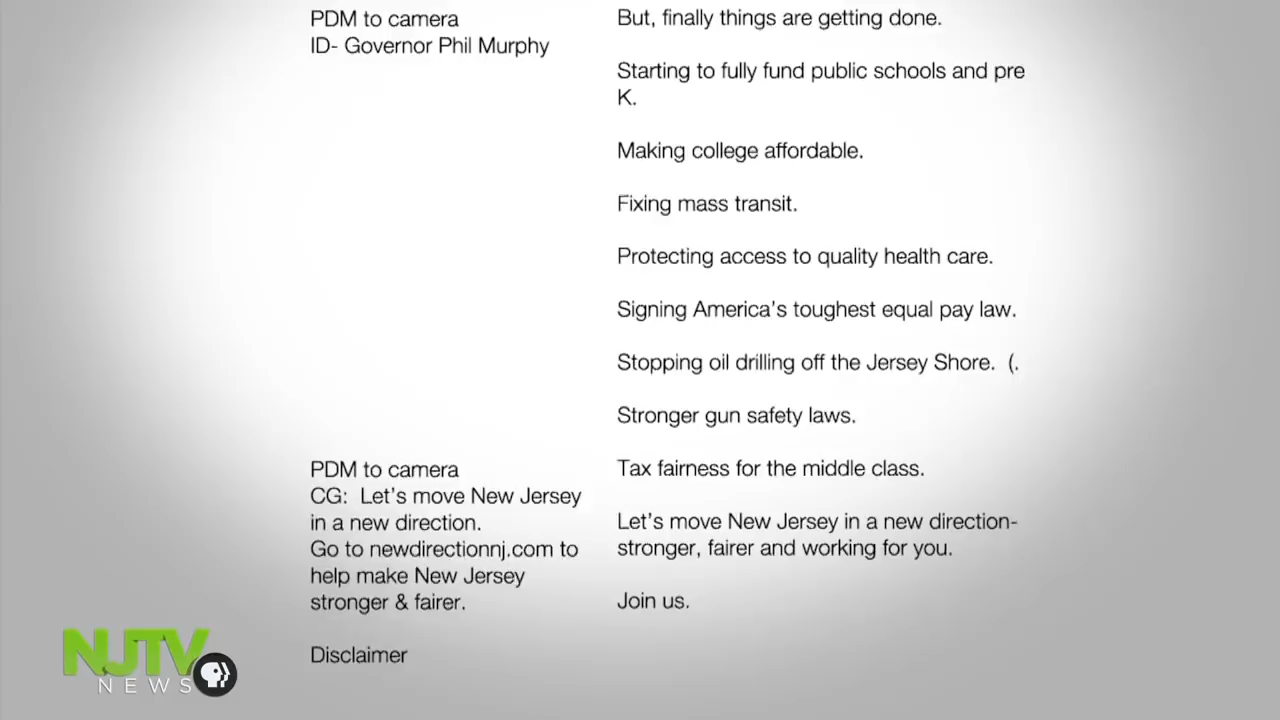 PDM to camera
ID- Governor Phil Murphy
But, finally things are getting done.
Starting to fully fund public schools and pre
K.
Making college affordable.
Fixing mass transit.
Protecting access to quality health care.
Signing America's toughest equal pay law.
Stopping oil drilling off the Jersey Shore.  (.
Stronger gun safety laws.
PDM to camera
CG:  Let's move New Jersey
in a new direction.
Go to newdirectionnj.com to
help make New Jersey
stronger & fairer.
Disclaimer
Tax fairness for the middle class.
Let's move New Jersey in a new direction-
stronger, fairer and working for you.
Join us.
NJTV
NEWS